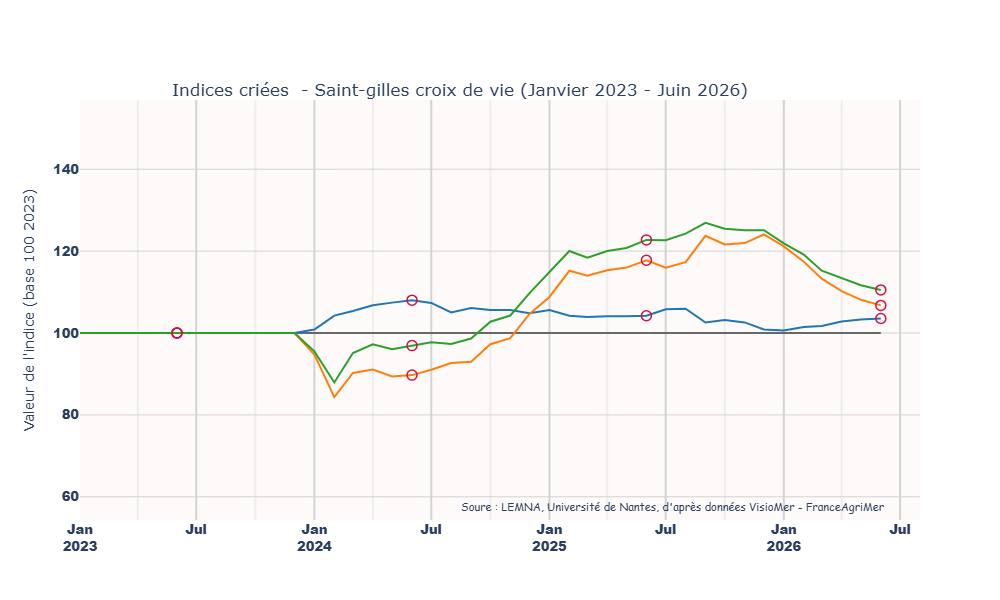 Indices criées  - Saint-gilles croix de vie (Janvier 2023 - Juin 2026)
Valeur de l'Indice (base 100 2023)
140
120
100
80
60
Soure : LEMNA, Université de Nantes, d'après données VisioMer - FranceAgriMer
Jan Jul Jan Jul Jan Jul Jan Jul
2023 2024 2025 2026